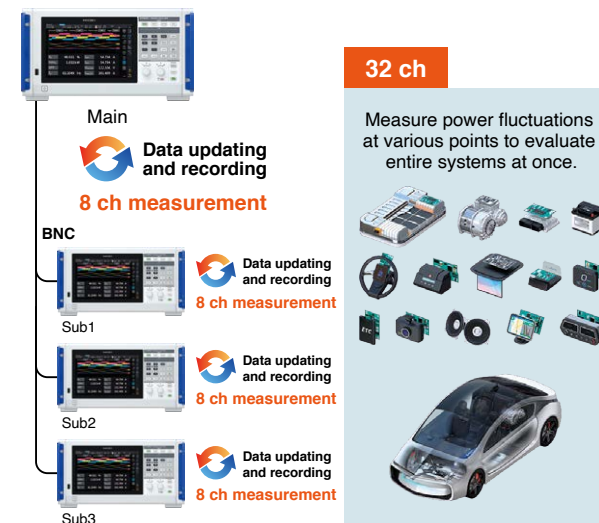 Main
Data updating
and recording
8 ch measurement
BNC
Data updating
and recording
8 ch measurement
Sub1
Data updating
and recording
8 ch measurement
Sub2
Data updating
and recording
8 ch measurement
Sub3
32 ch
Measure power fluctuations
at various points to evaluate
entire systems at once.
ETC